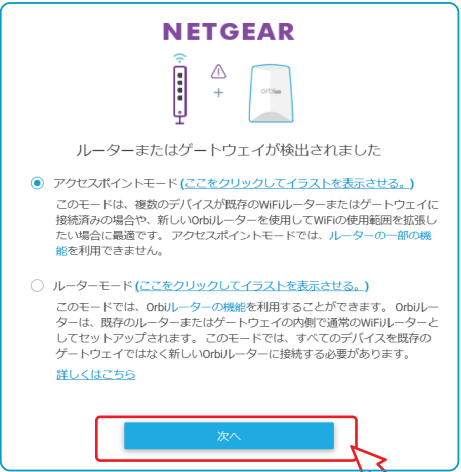 NETGEAR
orbi
ルーターまたはゲートウェイが検出されました
アクセスポイントモード (ここをクリックしてイラストを表示させる。)
このモードは、複数のデバイスが既存のWiFiルーターまたはゲートウェイに
接続済みの場合や、新しいOrbiルーターを使用してWiFiの使用範囲を拡張し
たい場合に最適です。 アクセスポイントモードでは、ルーターの一部の機
能を利用できません。
ルーターモード (ここをクリックしてイラストを表示させる。)
このモードでは、Orbiルーターの機能を利用することができます。 Orbiルー
ターは、既存のルーターまたはゲートウェイの内側で通常のWiFiルーターと
してセットアップされます。 このモードでは、すべてのデバイスを既存の
ゲートウェイではなく新しいOrbiルーターに接続する必要があります。
詳しくはこちら
次へ